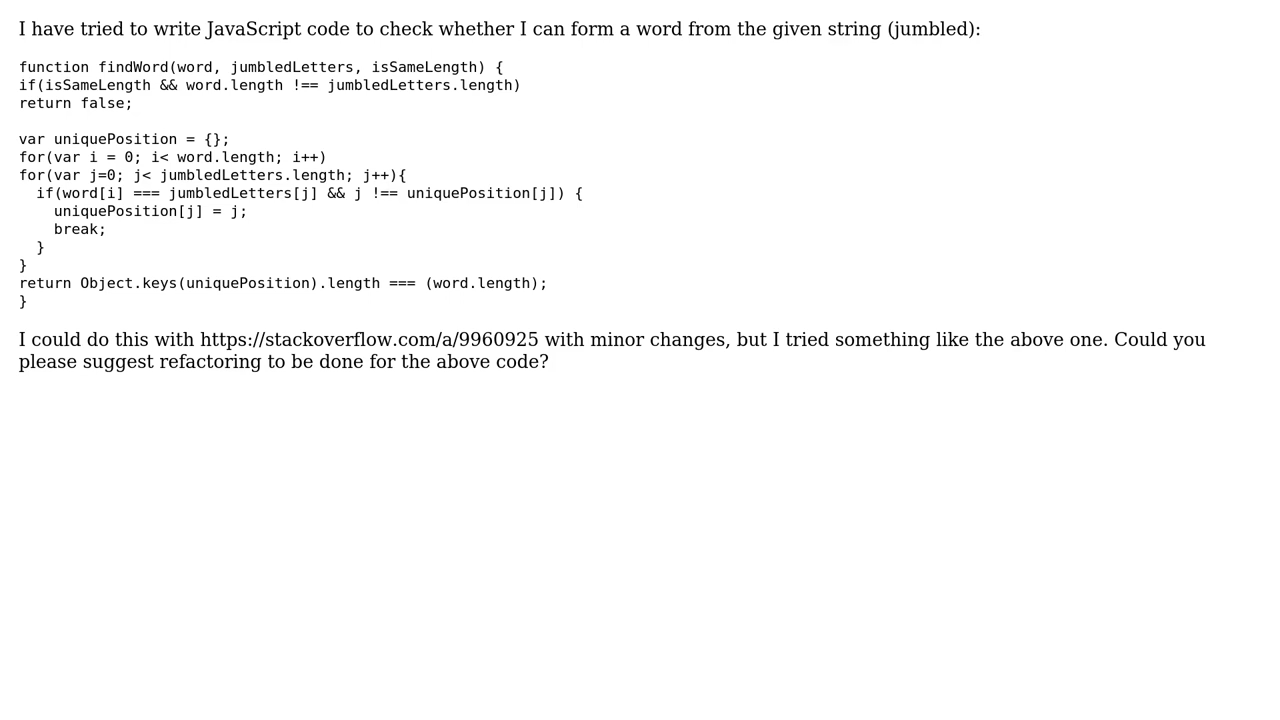 I have tried to write JavaScript code to check whether I can form a word from the given string (jumbled):
function findWord(word, jumbledLetters, isSameLength) {
if(isSameLength && word.length !== jumbledLetters.length)
return false;

var uniquePosition = {};
for(var i = 0; i< word.length; i++)
for(var j=0; j< jumbledLetters.length; j++){
  if(word[i] === jumbledLetters[j] && j !== uniquePosition[j]) {
    uniquePosition[j] = j;
    break;
  }
}
return Object.keys(uniquePosition).length === (word.length);
}
I could do this with https://stackoverflow.com/a/9960925 with minor changes, but I tried something like the above one. Could you
please suggest refactoring to be done for the above code?